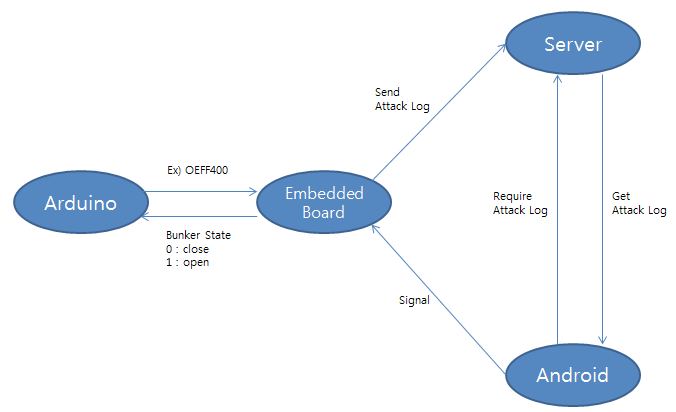 Server
Send
Attack Log
Ex) OEFF400
Embedded
Board
Arduino
Require
Attack Log
Get
Attack Log
Bunker State
0 : close
1 : open
Signal
Android